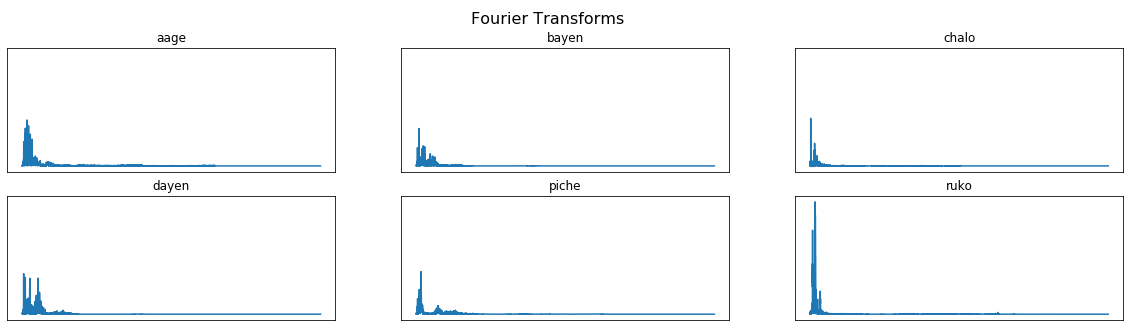 Fourier Transforms
aage
bayen
chalo
dayen
piche
ruko